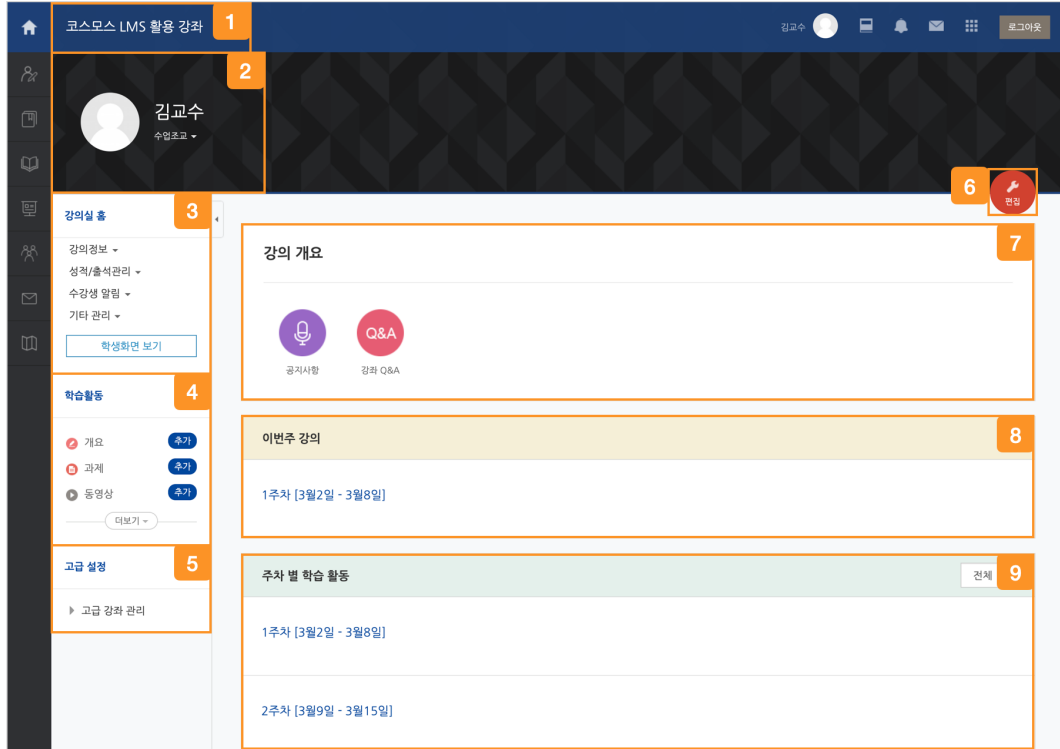 코스모스 LMS 활용 강좌
1
김교수
로그아웃
2
김교수
수업조교
6
편집
강의실 홈
3
강의정보
성적/출석관리
수강생 알림
기타 관리
학생화면 보기
학습활동
4
개요
추가
과제
추가
동영상
추가
더보기
고급 설정
5
고급 강좌 관리
강의 개요
7
Q&A
공지사항
강좌 Q&A
이번주 강의
8
1주차 [3월2일 - 3월8일]
주차 별 학습 활동
전체
9
1주차 [3월2일 - 3월8일]
2주차 [3월9일 - 3월15일]